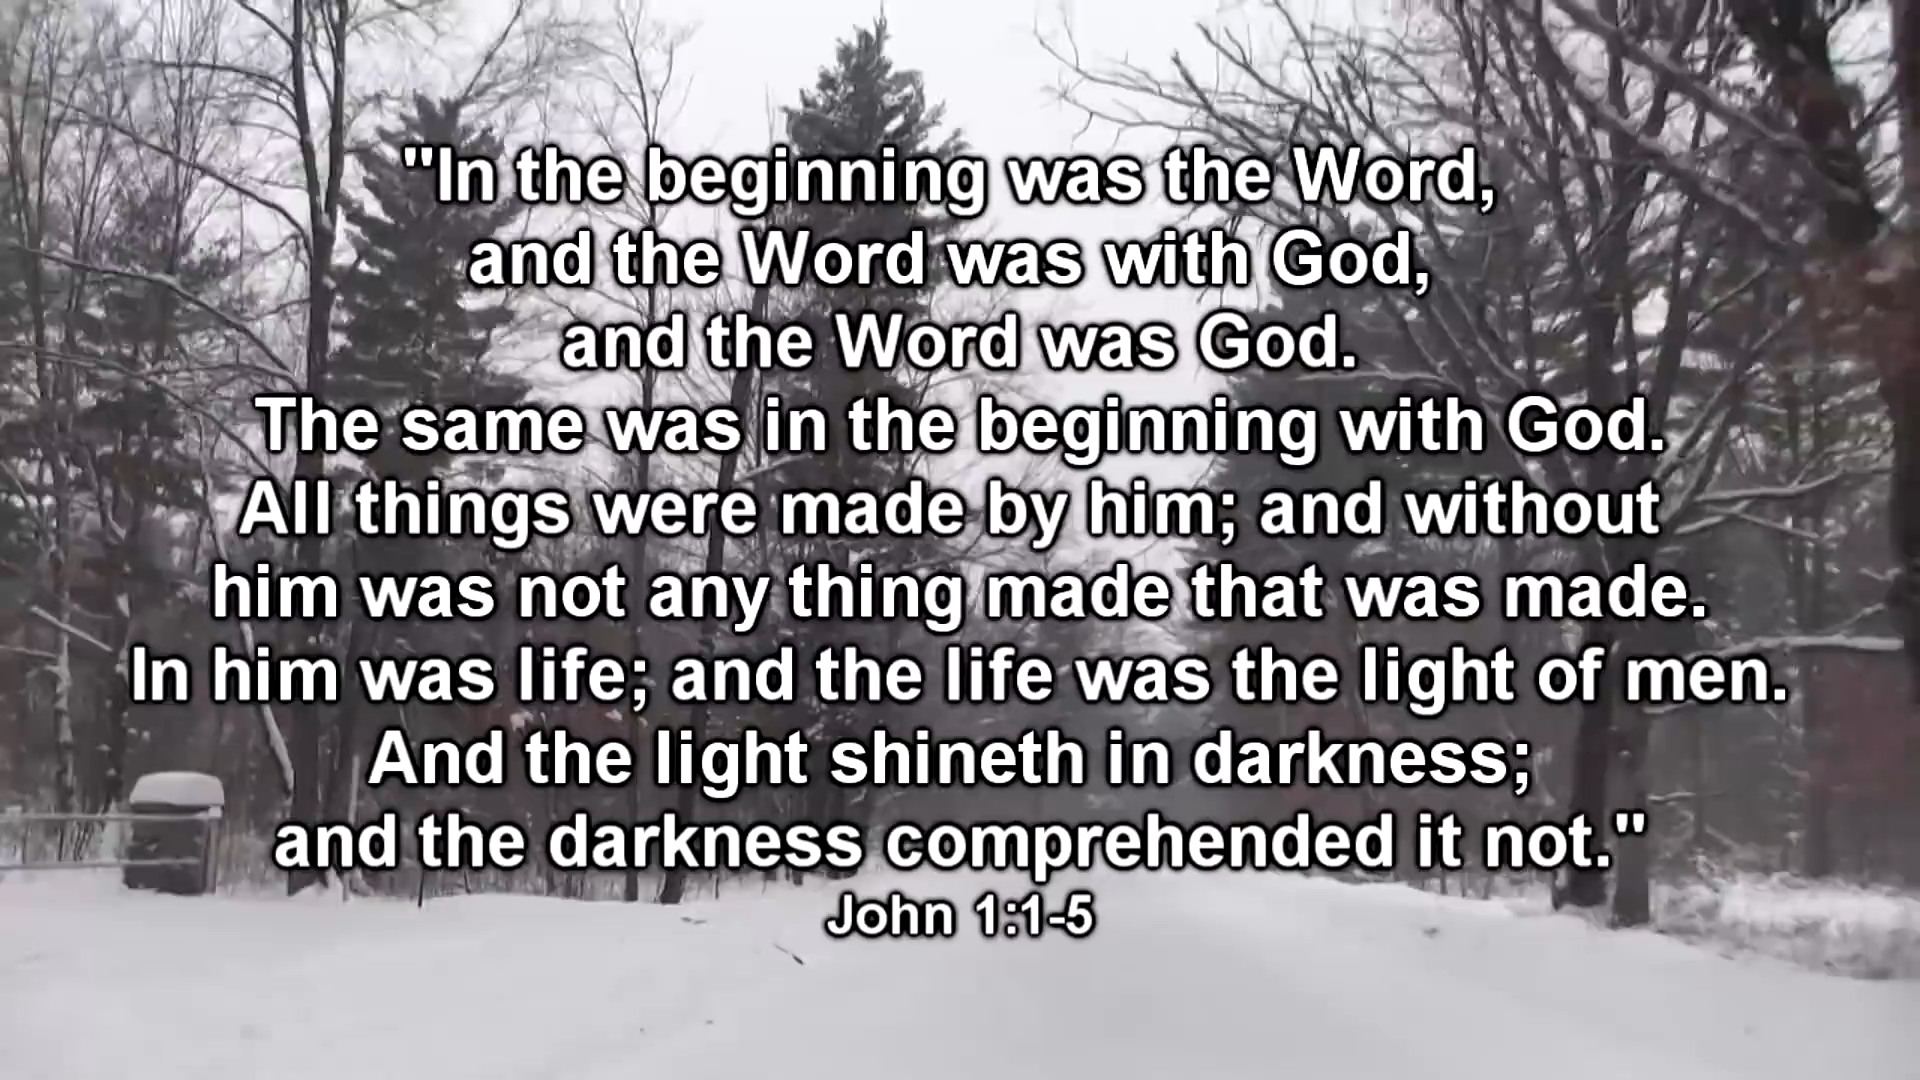 "In the beginning was the Word,
and the Word was with God,
and the Word was God.
The same was in the beginning with God.
All things were made by him; and without
him was not any thing made that was made.
In him was life; and the life was the light of men.
And the light shineth in darkness;
and the darkness comprehended it not."
John 1:1-5